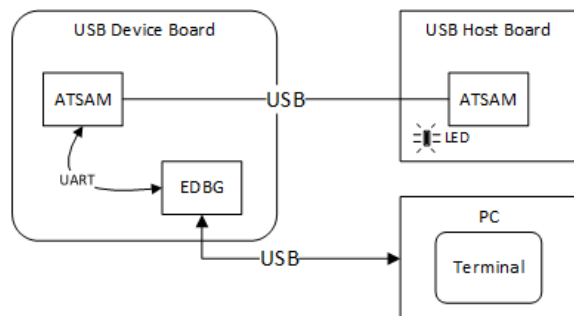 USB Device Board
USB Host Board
ATSAM
USB
ATSAM
LED
UART
EDBG
USB
PC
Terminal